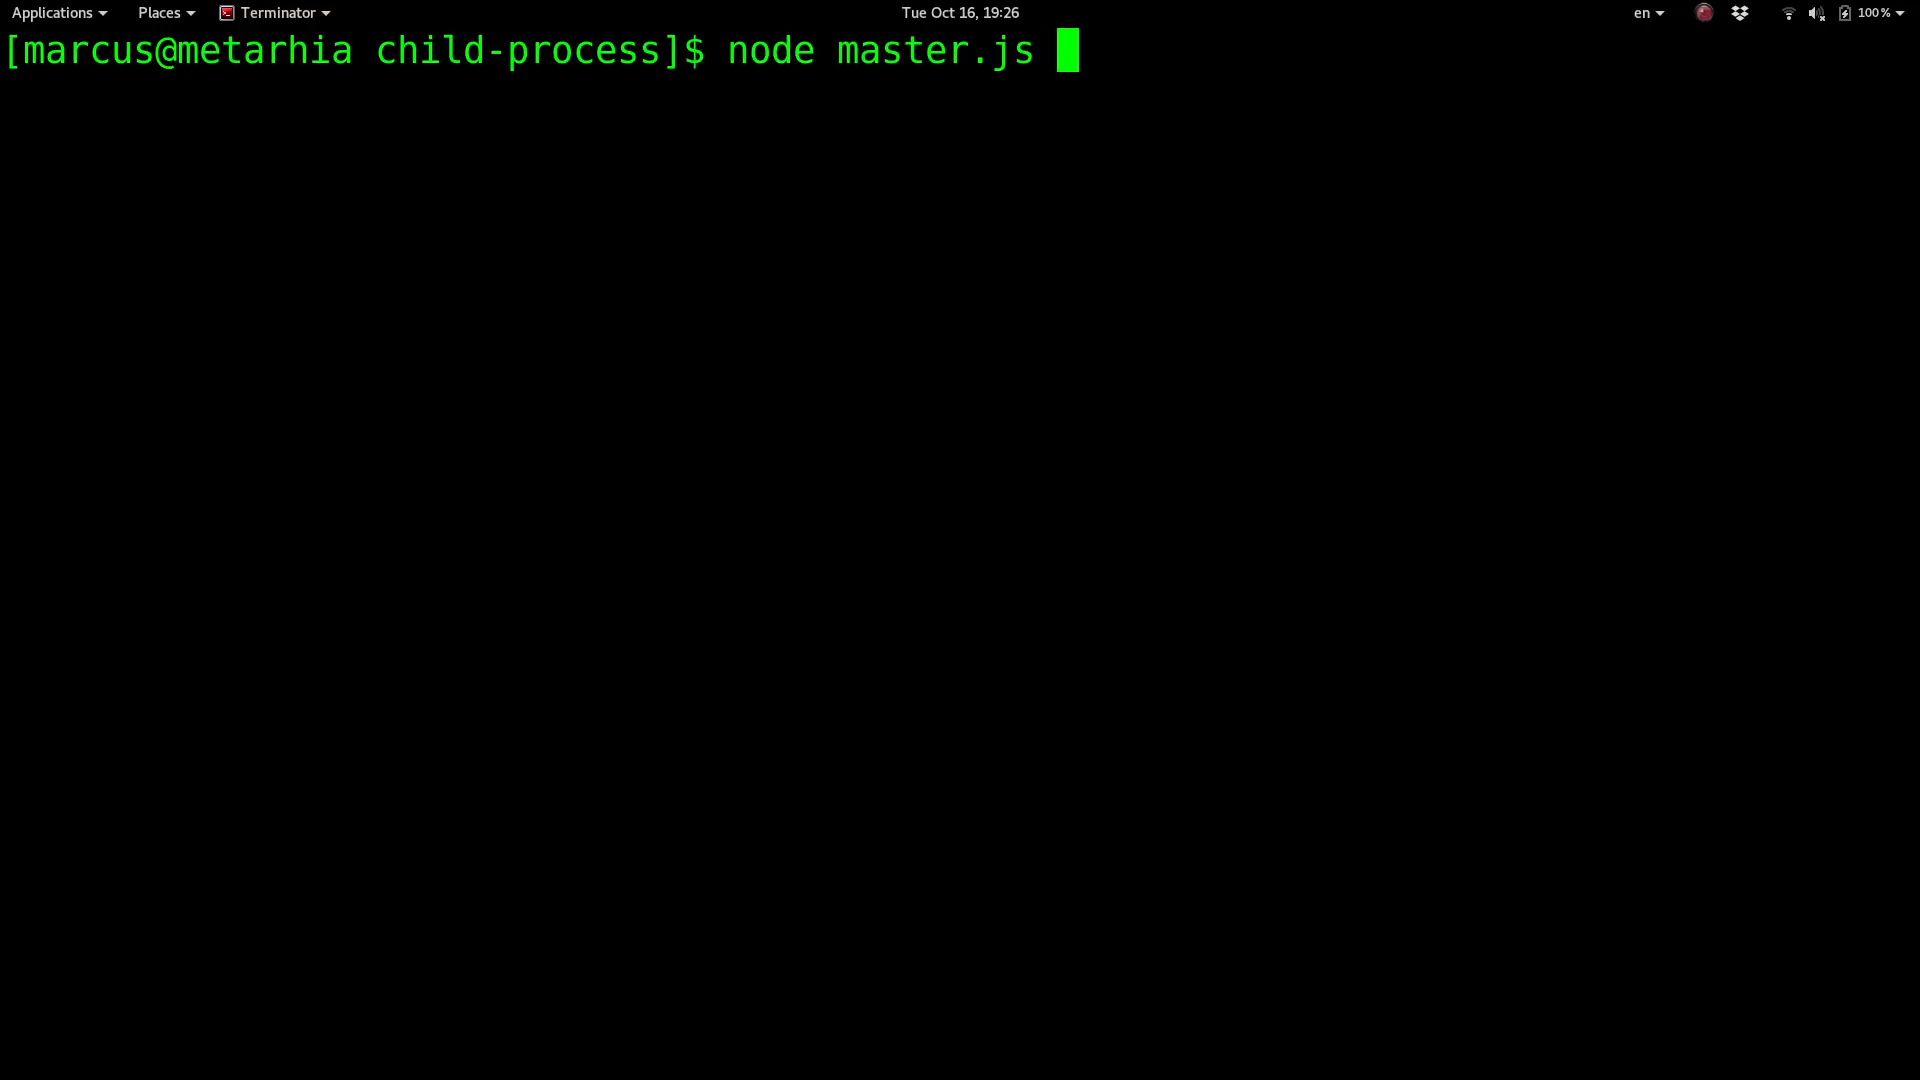 Applications Places Terminator Tue Oct 16, 19:26 en 100%
[marcus@metarhia child-process]$ node master.js